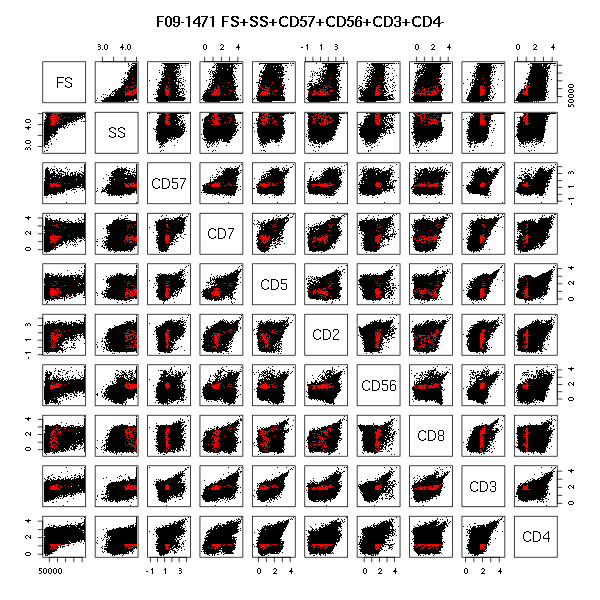 F09-1471 FS+SS+CD57+CD56+CD3+CD4-
3.0 4.0 0 2 4 -1 1 3 0 2 4 0 2 4
FS
50000
3.0 4.0
SS
CD57
-1 1 3
0 2 4
CD7
CD5
0 2 4
-1 1 3
CD2
CD56
0 2 4
0 2 4
CD8
CD3
0 2 4
0 2 4
CD4
50000 -1 1 3 0 2 4 0 2 4 0 2 4